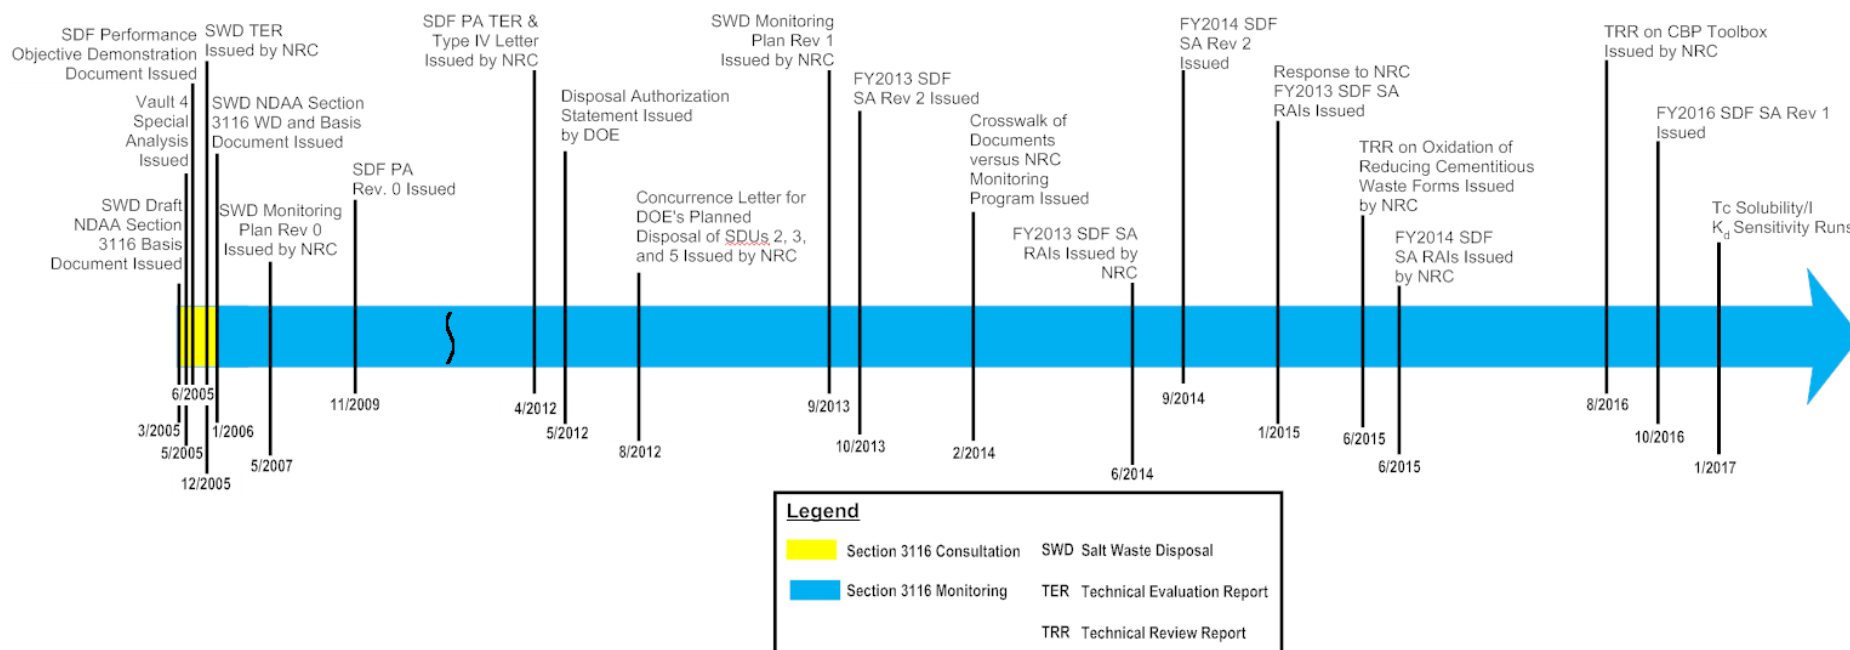 SDF Performance
Objective Demonstration
Document Issued
SWD TER
Issued by NRC
Vault 4
Special
Analysis
Issued
SWD NDAA Section
3116 WD and Basis
Document Issued
SWD Draft
NDAA Section
3116 Basis
Document Issued
SWD Monitoring
Plan Rev 0
Issued by NRC
SDF PA
Rev. 0 Issued
SDF PA TER &
Type IV Letter
Issued by NRC
Disposal Authorization
Statement Issued
by DOE
Concurrence Letter for
DOE's Planned
Disposal of SDUs 2, 3,
and 5 Issued by NRC
SWD Monitoring
Plan Rev 1
Issued by NRC
FY2013 SDF
SA Rev 2 Issued
Crosswalk of
Documents
versus NRC
Monitoring
Program Issued
FY2013 SDF SA
RAIs Issued by
NRC
FY2014 SDF
SA Rev 2
Issued
Response to NRC
FY2013 SDF SA
RAIs Issued
TRR on Oxidation of
Reducing Cementitious
Waste Forms Issued
by NRC
FY2014 SDF
SA RAIs Issued
by NRC
TRR on CBP Toolbox
Issued by NRC
FY2016 SDF SA Rev 1
Issued
Tc Solubility/I
Kd Sensitivity Runs
3/2005
5/2005
6/2005
12/2005
1/2006
5/2007
11/2009
4/2012
5/2012
8/2012
9/2013
10/2013
2/2014
6/2014
9/2014
1/2015
6/2015
6/2015
8/2016
10/2016
1/2017
Legend
Section 3116 Consultation SWD Salt Waste Disposal
Section 3116 Monitoring TER Technical Evaluation Report
TRR Technical Review Report